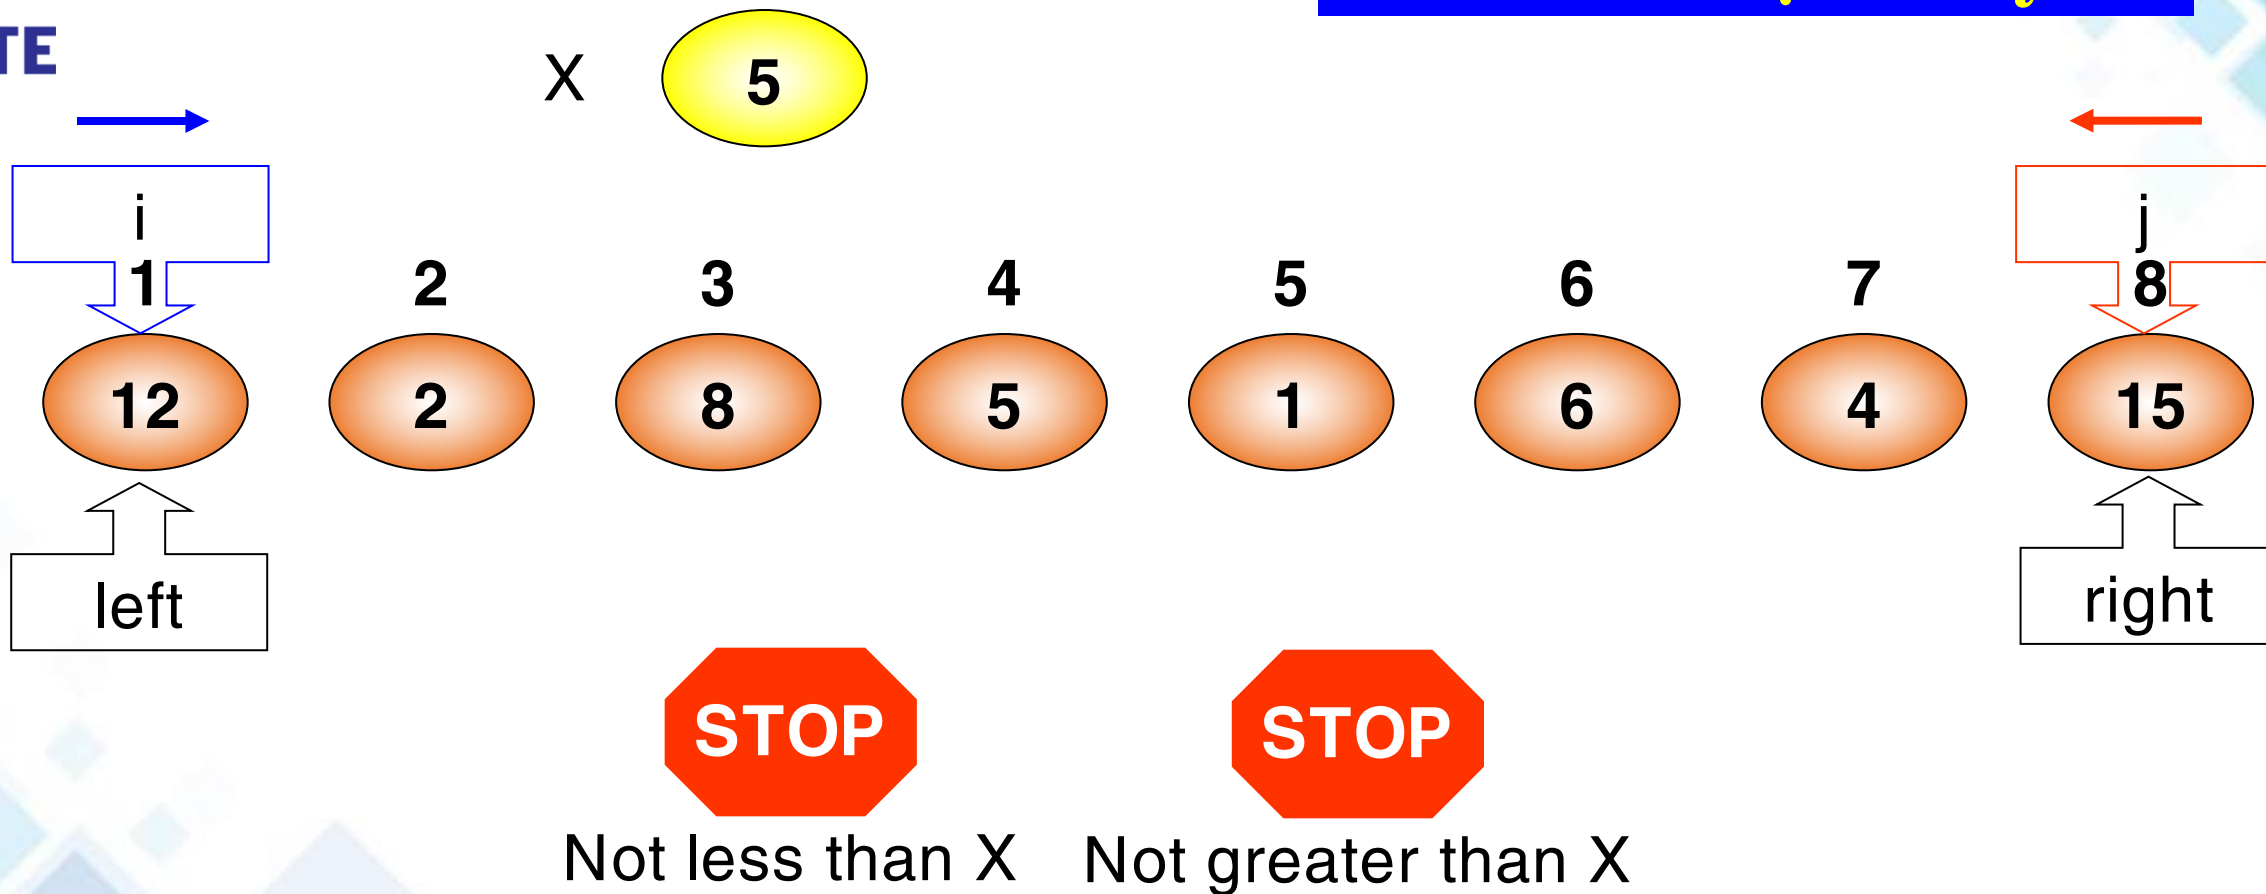 TE
X 5
i j
1 2 3 4 5 6 7 8
12 2 8 5 1 6 4 15
left right
STOP STOP
Not less than X Not greater than X